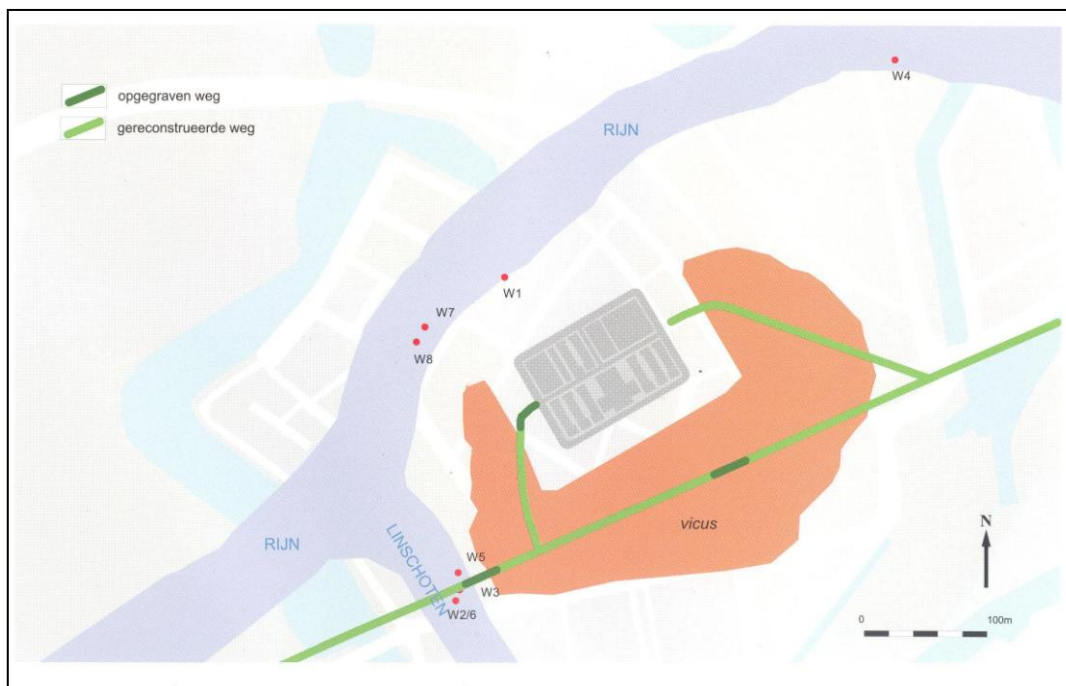 opgegraven weg
gereconstrueerde weg
W4
RIJN
W1
W7
W8
vicus
N
RIJN
LINSCHOTEN
W5
W3
W2/6
0 100m